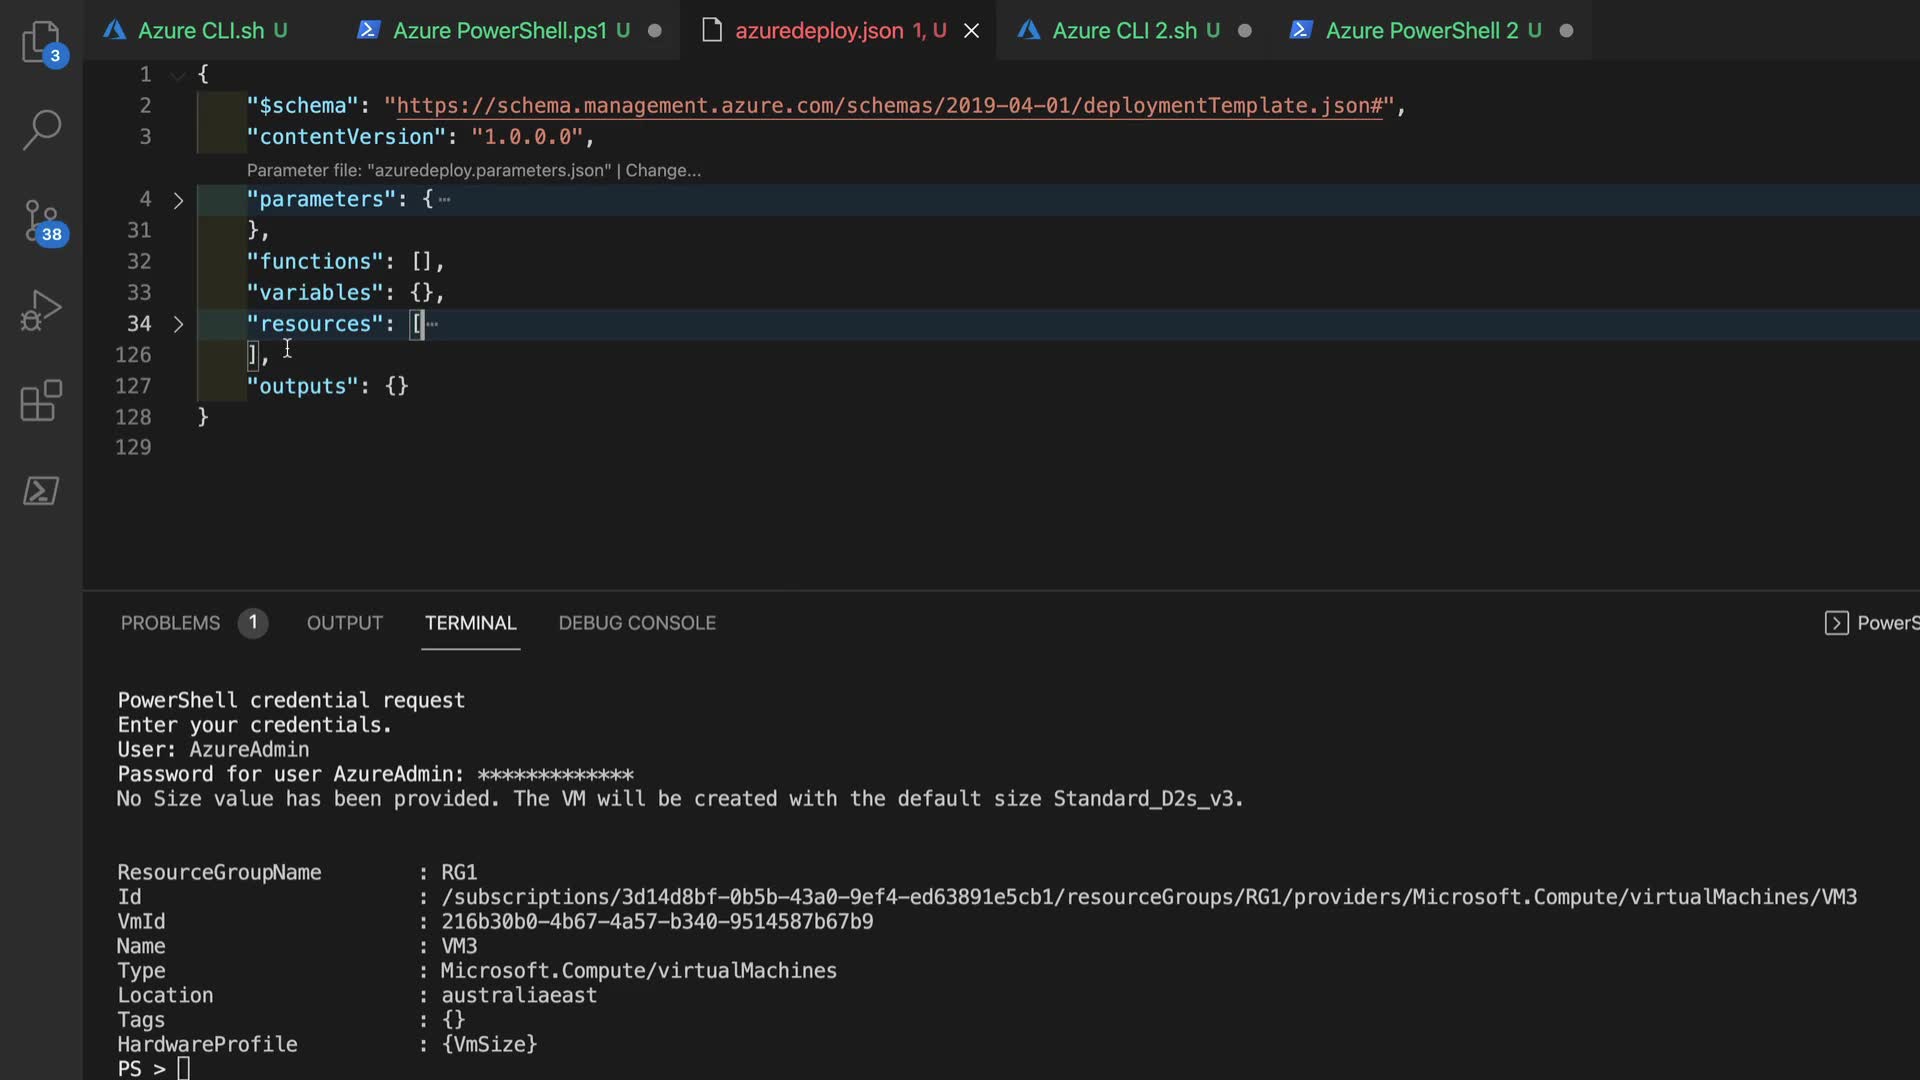 Azure CLI.sh U Azure PowerShell.ps1 U azuredeploy.json 1, U Azure CLI 2.sh U Azure PowerShell 2 U
3
38
1 {
2 "$schema": "https://schema.management.azure.com/schemas/2019-04-01/deploymentTemplate.json#",
3 "contentVersion": "1.0.0.0",
Parameter file: "azuredeploy.parameters.json" | Change...
4 "parameters": { ...
31 },
32 "functions": [],
33 "variables": {},
34 "resources": [ ...
126 ],
127 "outputs": {}
128 }
129
PROBLEMS 1 OUTPUT TERMINAL DEBUG CONSOLE PowerS
PowerShell credential request
Enter your credentials.
User: AzureAdmin
Password for user AzureAdmin: *************
No Size value has been provided. The VM will be created with the default size Standard_D2s_v3.
ResourceGroupName : RG1
Id : /subscriptions/3d14d8bf-0b5b-43a0-9ef4-ed63891e5cb1/resourceGroups/RG1/providers/Microsoft.Compute/virtualMachines/VM3
VmId : 216b30b0-4b67-4a57-b340-9514587b67b9
Name : VM3
Type : Microsoft.Compute/virtualMachines
Location : australiaeast
Tags : {}
HardwareProfile : {VmSize}
PS >